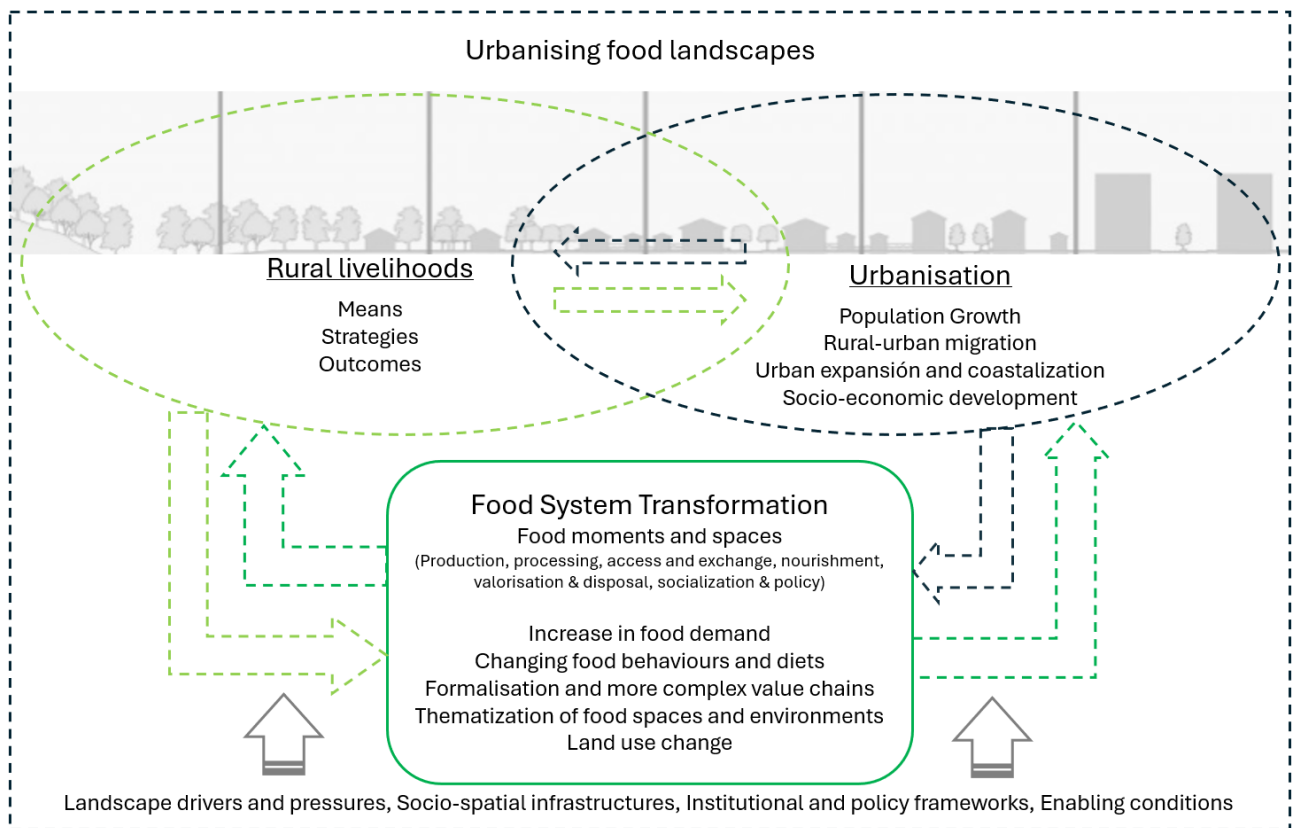 Urbanising food landscapes
Rural livelihoods
Means
Strategies
Outcomes
Urbanisation
Population Growth
Rural-urban migration
Urban expansión and coastalization
Socio-economic development
Food System Transformation
Food moments and spaces
(Production, processing, access and exchange, nourishment,
valorisation & disposal, socialization & policy)
Increase in food demand
Changing food behaviours and diets
Formalisation and more complex value chains
Thematization of food spaces and environments
Land use change
Landscape drivers and pressures, Socio-spatial infrastructures, Institutional and policy frameworks, Enabling conditions